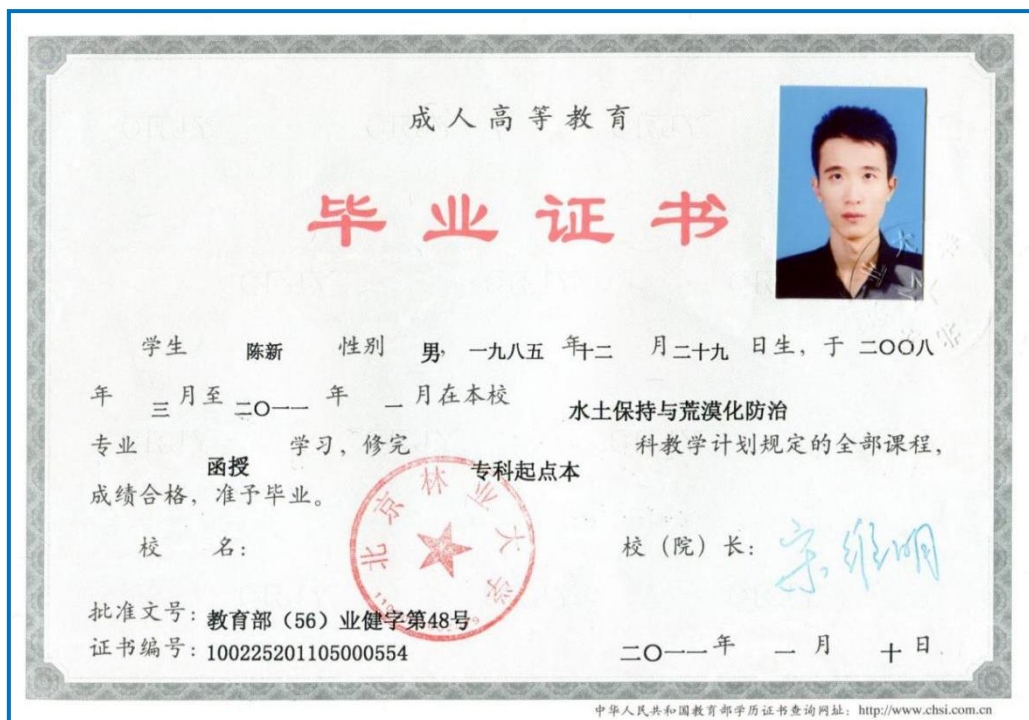 成人高等教育
毕业证书
学生 陈新 性别 男, 一九八五 年十二 月二十九 日生, 于 二〇〇八
年 三 月至 二〇一一 年 一 月在本校 水土保持与荒漠化防治
专业 函授 学习, 修完 专科起点本 科教学计划规定的全部课程,
成绩合格, 准予毕业。
北京林业大学
校 名: 校(院)长: 宋维明
批准文号: 教育部(56)业健字第48号
证书编号: 100225201105000554 二〇一一 年 一 月 十 日
中华人民共和国教育部学历证书查询网址: http://www.chsi.com.cn